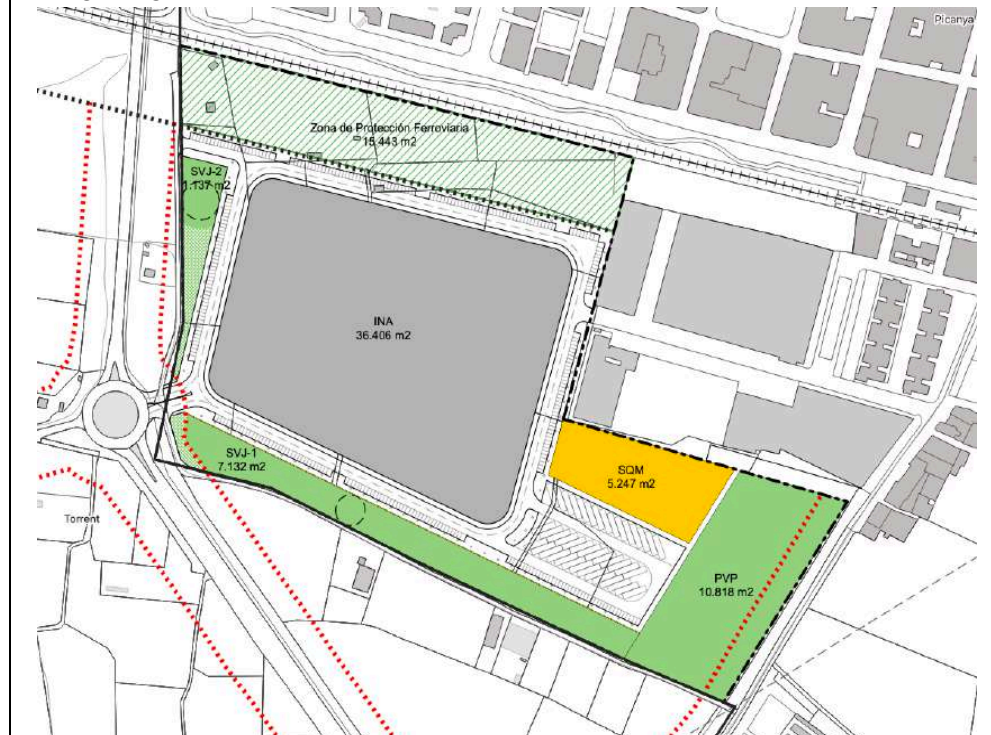 Picanya
Zona de Protección Ferroviaria
15.443 m2
SVJ-2
1.137 m2
INA
36.406 m2
SVJ-1
7.132 m2
SQM
5.247 m2
Torrent
PVP
10.818 m2